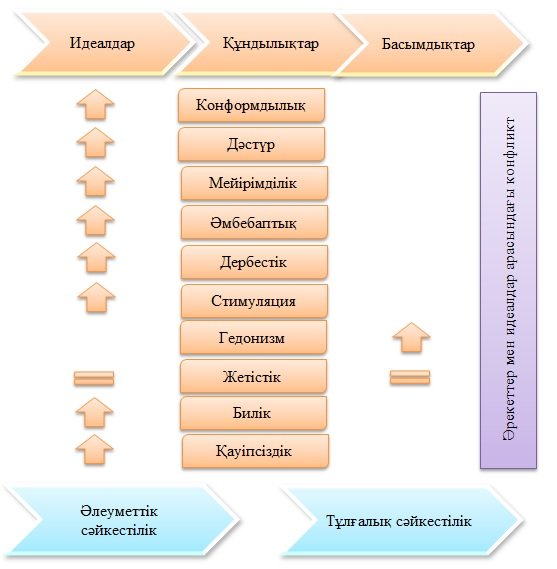 Идеалдар
Құндылықтар
Басымдықтар
Конформдылық
Дәстүр
Мейірімділік
Әмбебаптық
Дербестік
Стимуляция
Гедонизм
Жетістік
Билік
Қауіпсіздік
Әрекеттер мен идеалдар арасындағы конфликт
Әлеуметтік
сәйкестілік
Тұлғалық сәйкестілік